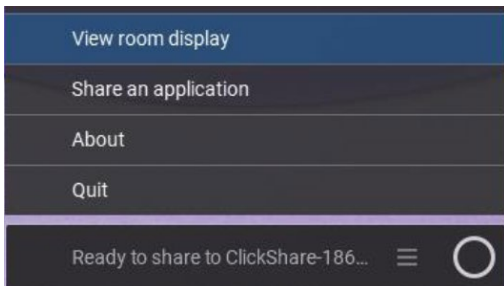 View room display
Share an application
About
Quit
Ready to share to ClickShare-186...